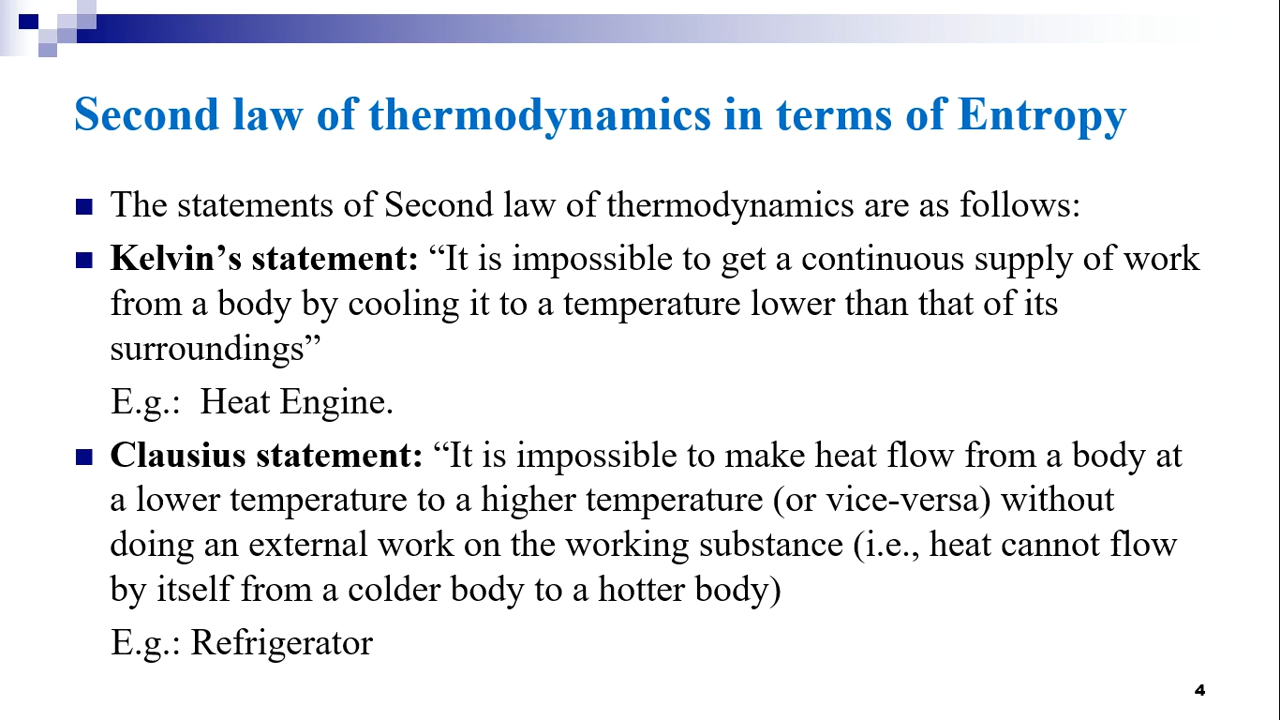 Second law of thermodynamics in terms of Entropy
The statements of Second law of thermodynamics are as follows:
Kelvin’s statement: “It is impossible to get a continuous supply of work
from a body by cooling it to a temperature lower than that of its
surroundings”
E.g.: Heat Engine.
Clausius statement: “It is impossible to make heat flow from a body at
a lower temperature to a higher temperature (or vice-versa) without
doing an external work on the working substance (i.e., heat cannot flow
by itself from a colder body to a hotter body)
E.g.: Refrigerator
4